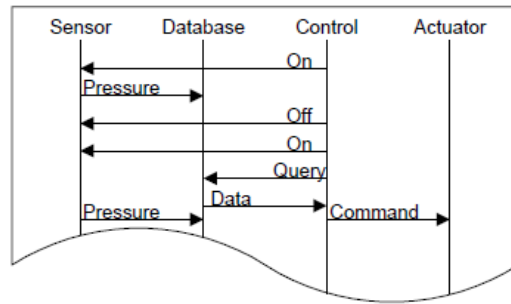 Sensor Database Control Actuator
On
Pressure
Off
On
Query
Data
Pressure Command